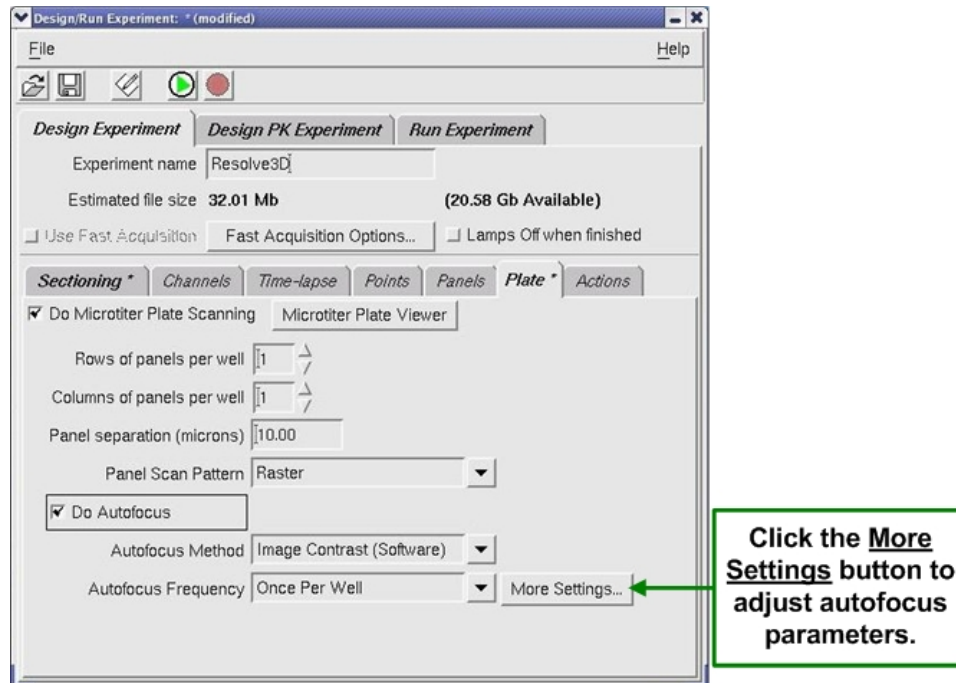 Design/Run Experiment: * (modified)
File Help
Design Experiment Design PK Experiment Run Experiment
Experiment name Resolve3D
Estimated file size 32.01 Mb (20.58 Gb Available)
Use Fast Acquisition Fast Acquisition Options... Lamps Off when finished
Sectioning * Channels Time-lapse Points Panels Plate * Actions
Do Microtiter Plate Scanning Microtiter Plate Viewer
Rows of panels per well 1
Columns of panels per well 1
Panel separation (microns) 10.00
Panel Scan Pattern Raster
Do Autofocus
Autofocus Method Image Contrast (Software)
Autofocus Frequency Once Per Well More Settings...
Click the More
Settings button to
adjust autofocus
parameters.